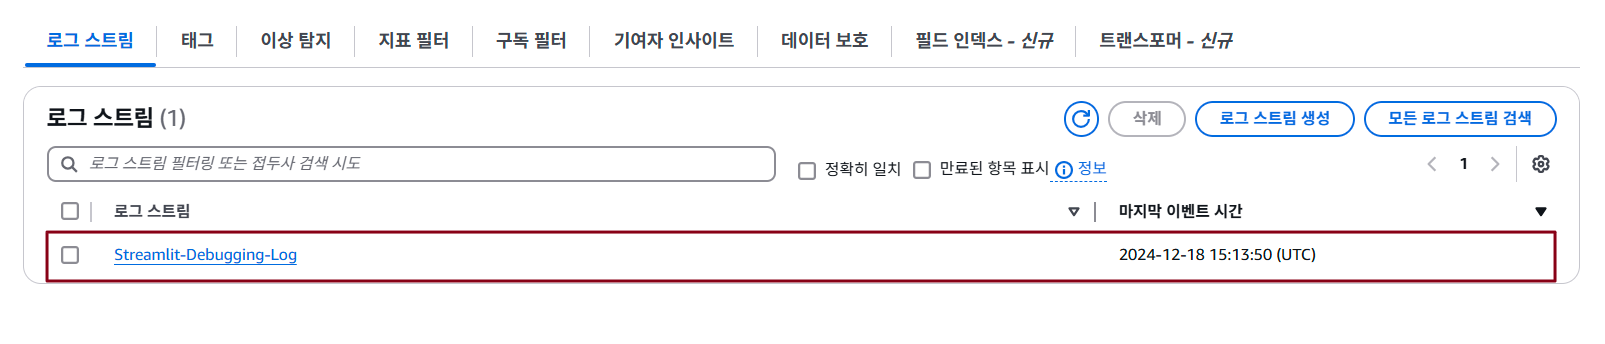 로그 스트림 태그 이상 탐지 지표 필터 구독 필터 기여자 인사이트 데이터 보호 필드 인덱스 - 신규 트랜스포머 - 신규
로그 스트림 (1) 삭제 로그 스트림 생성 모든 로그 스트림 검색
로그 스트림 필터링 또는 접두사 검색 시도 정확히 일치 만료된 항목 표시 정보 1
로그 스트림 마지막 이벤트 시간
Streamlit-Debugging-Log 2024-12-18 15:13:50 (UTC)